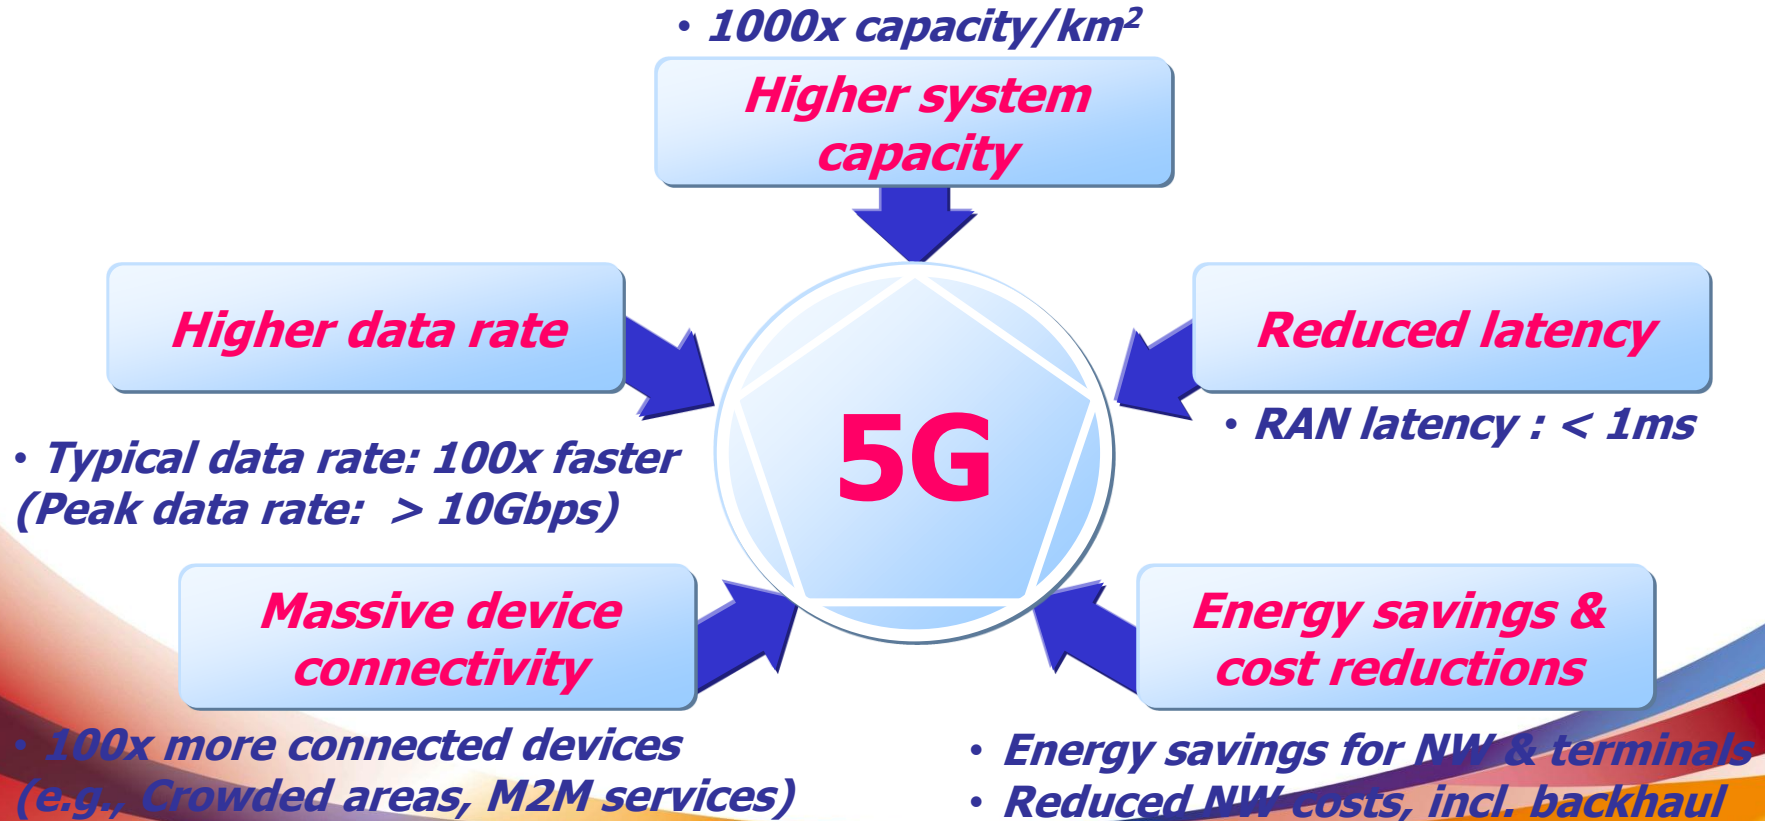 • 1000x capacity/km²
Higher system
capacity
Higher data rate
• Typical data rate: 100x faster
(Peak data rate:  > 10Gbps)
5G
Reduced latency
• RAN latency : < 1ms
Massive device
connectivity
• 100x more connected devices
(e.g., Crowded areas, M2M services)
Energy savings &
cost reductions
• Energy savings for NW & terminals
• Reduced NW costs, incl. backhaul